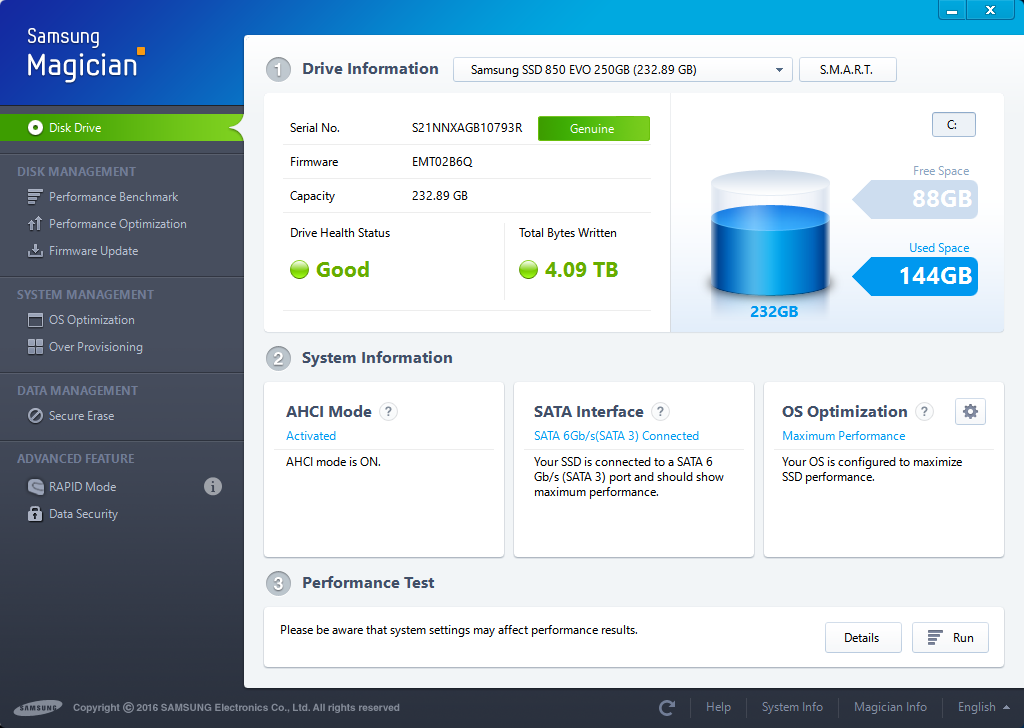 Samsung
Magician
Disk Drive
DISK MANAGEMENT
Performance Benchmark
Performance Optimization
Firmware Update
SYSTEM MANAGEMENT
OS Optimization
Over Provisioning
DATA MANAGEMENT
Secure Erase
ADVANCED FEATURE
RAPID Mode
i
Data Security
1 Drive Information Samsung SSD 850 EVO 250GB (232.89 GB) S.M.A.R.T.
Serial No. S21NNXAGB10793R Genuine
Firmware EMT02B6Q
Capacity 232.89 GB
Drive Health Status
Good
Total Bytes Written
4.09 TB
C:
Free Space
88GB
Used Space
144GB
232GB
2 System Information
AHCI Mode ?
Activated
AHCI mode is ON.
SATA Interface ?
SATA 6Gb/s(SATA 3) Connected
Your SSD is connected to a SATA 6
Gb/s (SATA 3) port and should show
maximum performance.
OS Optimization ?
Maximum Performance
Your OS is configured to maximize
SSD performance.
3 Performance Test
Please be aware that system settings may affect performance results.
Details Run
SAMSUNG Copyright © 2016 SAMSUNG Electronics Co., Ltd. All rights reserved
Help System Info Magician Info English